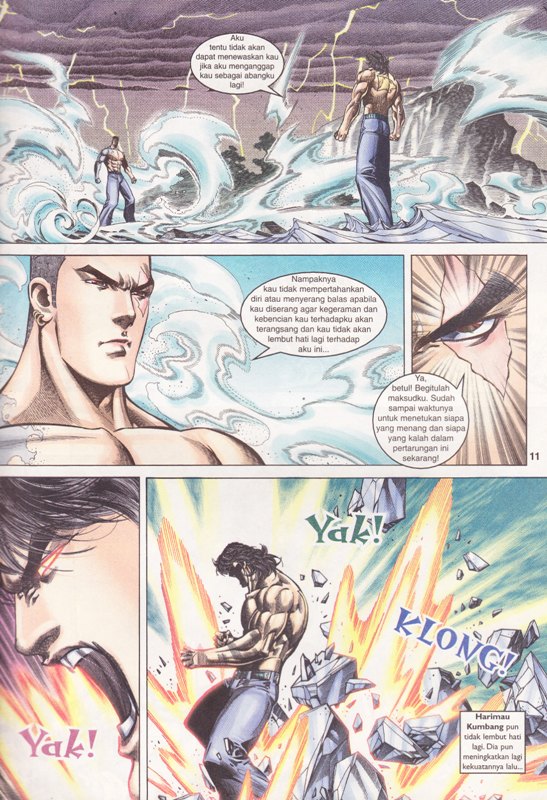 Aku
tentu tidak akan
dapat menewaskan kau
jika aku menganggap
kau sebagai abangku
lagi!
Nampaknya
kau tidak mempertahankan
diri atau menyerang balas apabila
kau diserang agar kegeraman dan
kebencian kau terhadapku akan
terangsang dan kau tidak akan
lembut hati lagi terhadap
aku ini...
Ya,
betul! Begitulah
maksudku. Sudah
sampai waktunya
untuk menetukan siapa
yang menang dan siapa
yang kalah dalam
pertarungan ini
sekarang!
11
Yak!
Yak!
KLONG!
Harimau
Kumbang pun
tidak lembut hati
lagi. Dia pun
meningkatkan lagi
kekuatannya lalu...